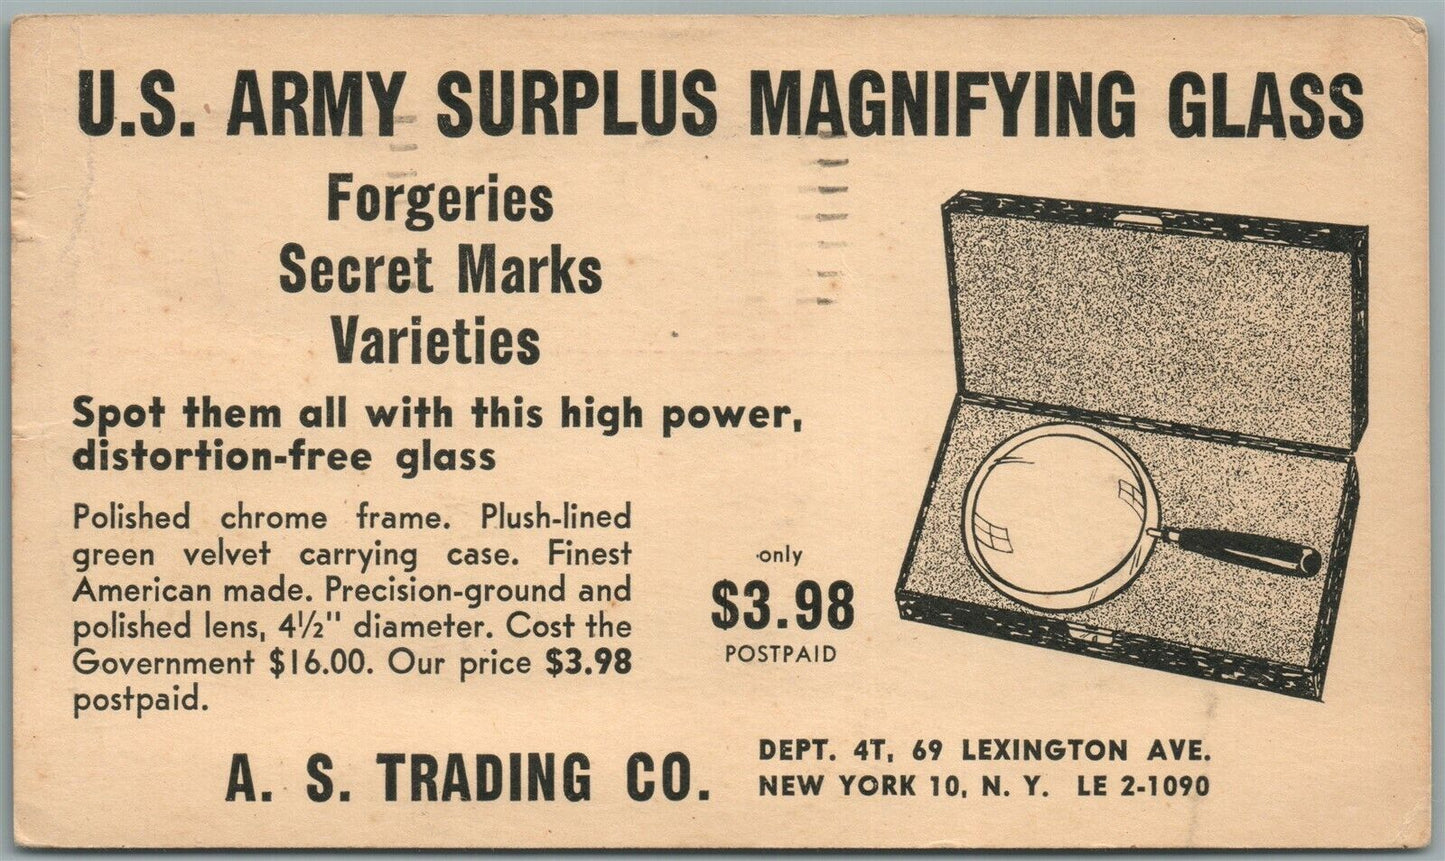 U.S. ARMY SURPLUS MAGNIFYING GLASS
Forgeries
Secret Marks
Varieties
Spot them all with this high power,
distortion-free glass
Polished chrome frame. Plush-lined
green velvet carrying case. Finest
American made. Precision-ground and
polished lens, 4½" diameter. Cost the
Government $16.00. Our price $3.98
postpaid.
only
$3.98
POSTPAID
A. S. TRADING CO.
DEPT. 4T, 69 LEXINGTON AVE.
NEW YORK 10, N. Y. LE 2-1090